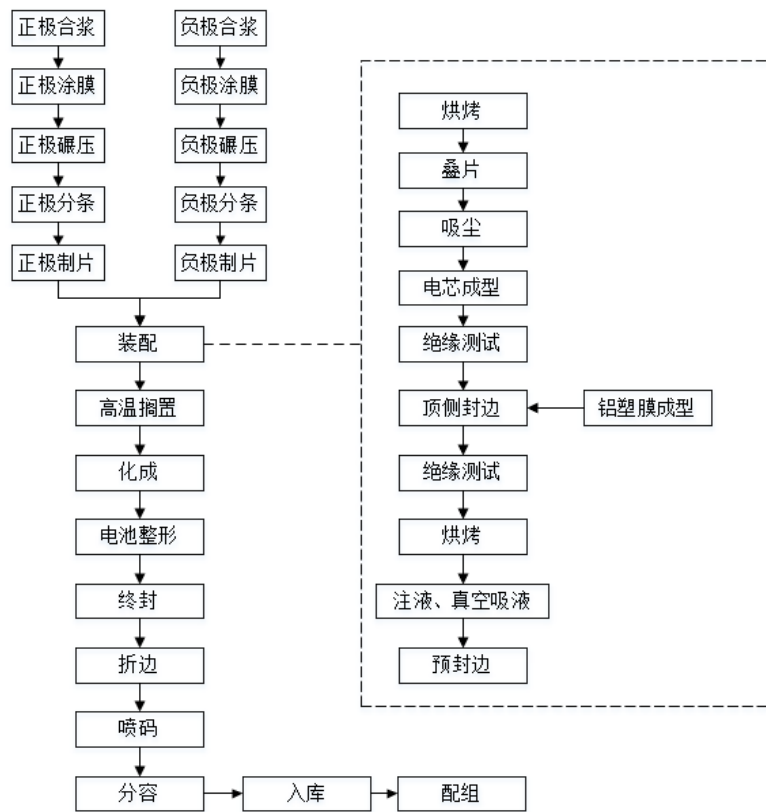 正极合浆
负极合浆
正极涂膜
负极涂膜
正极碾压
负极碾压
正极分条
负极分条
正极制片
负极制片
装配
高温搁置
化成
电池整形
终封
折边
喷码
分容
入库
配组
烘烤
叠片
吸尘
电芯成型
绝缘测试
顶侧封边
铝塑膜成型
绝缘测试
烘烤
注液、真空吸液
预封边